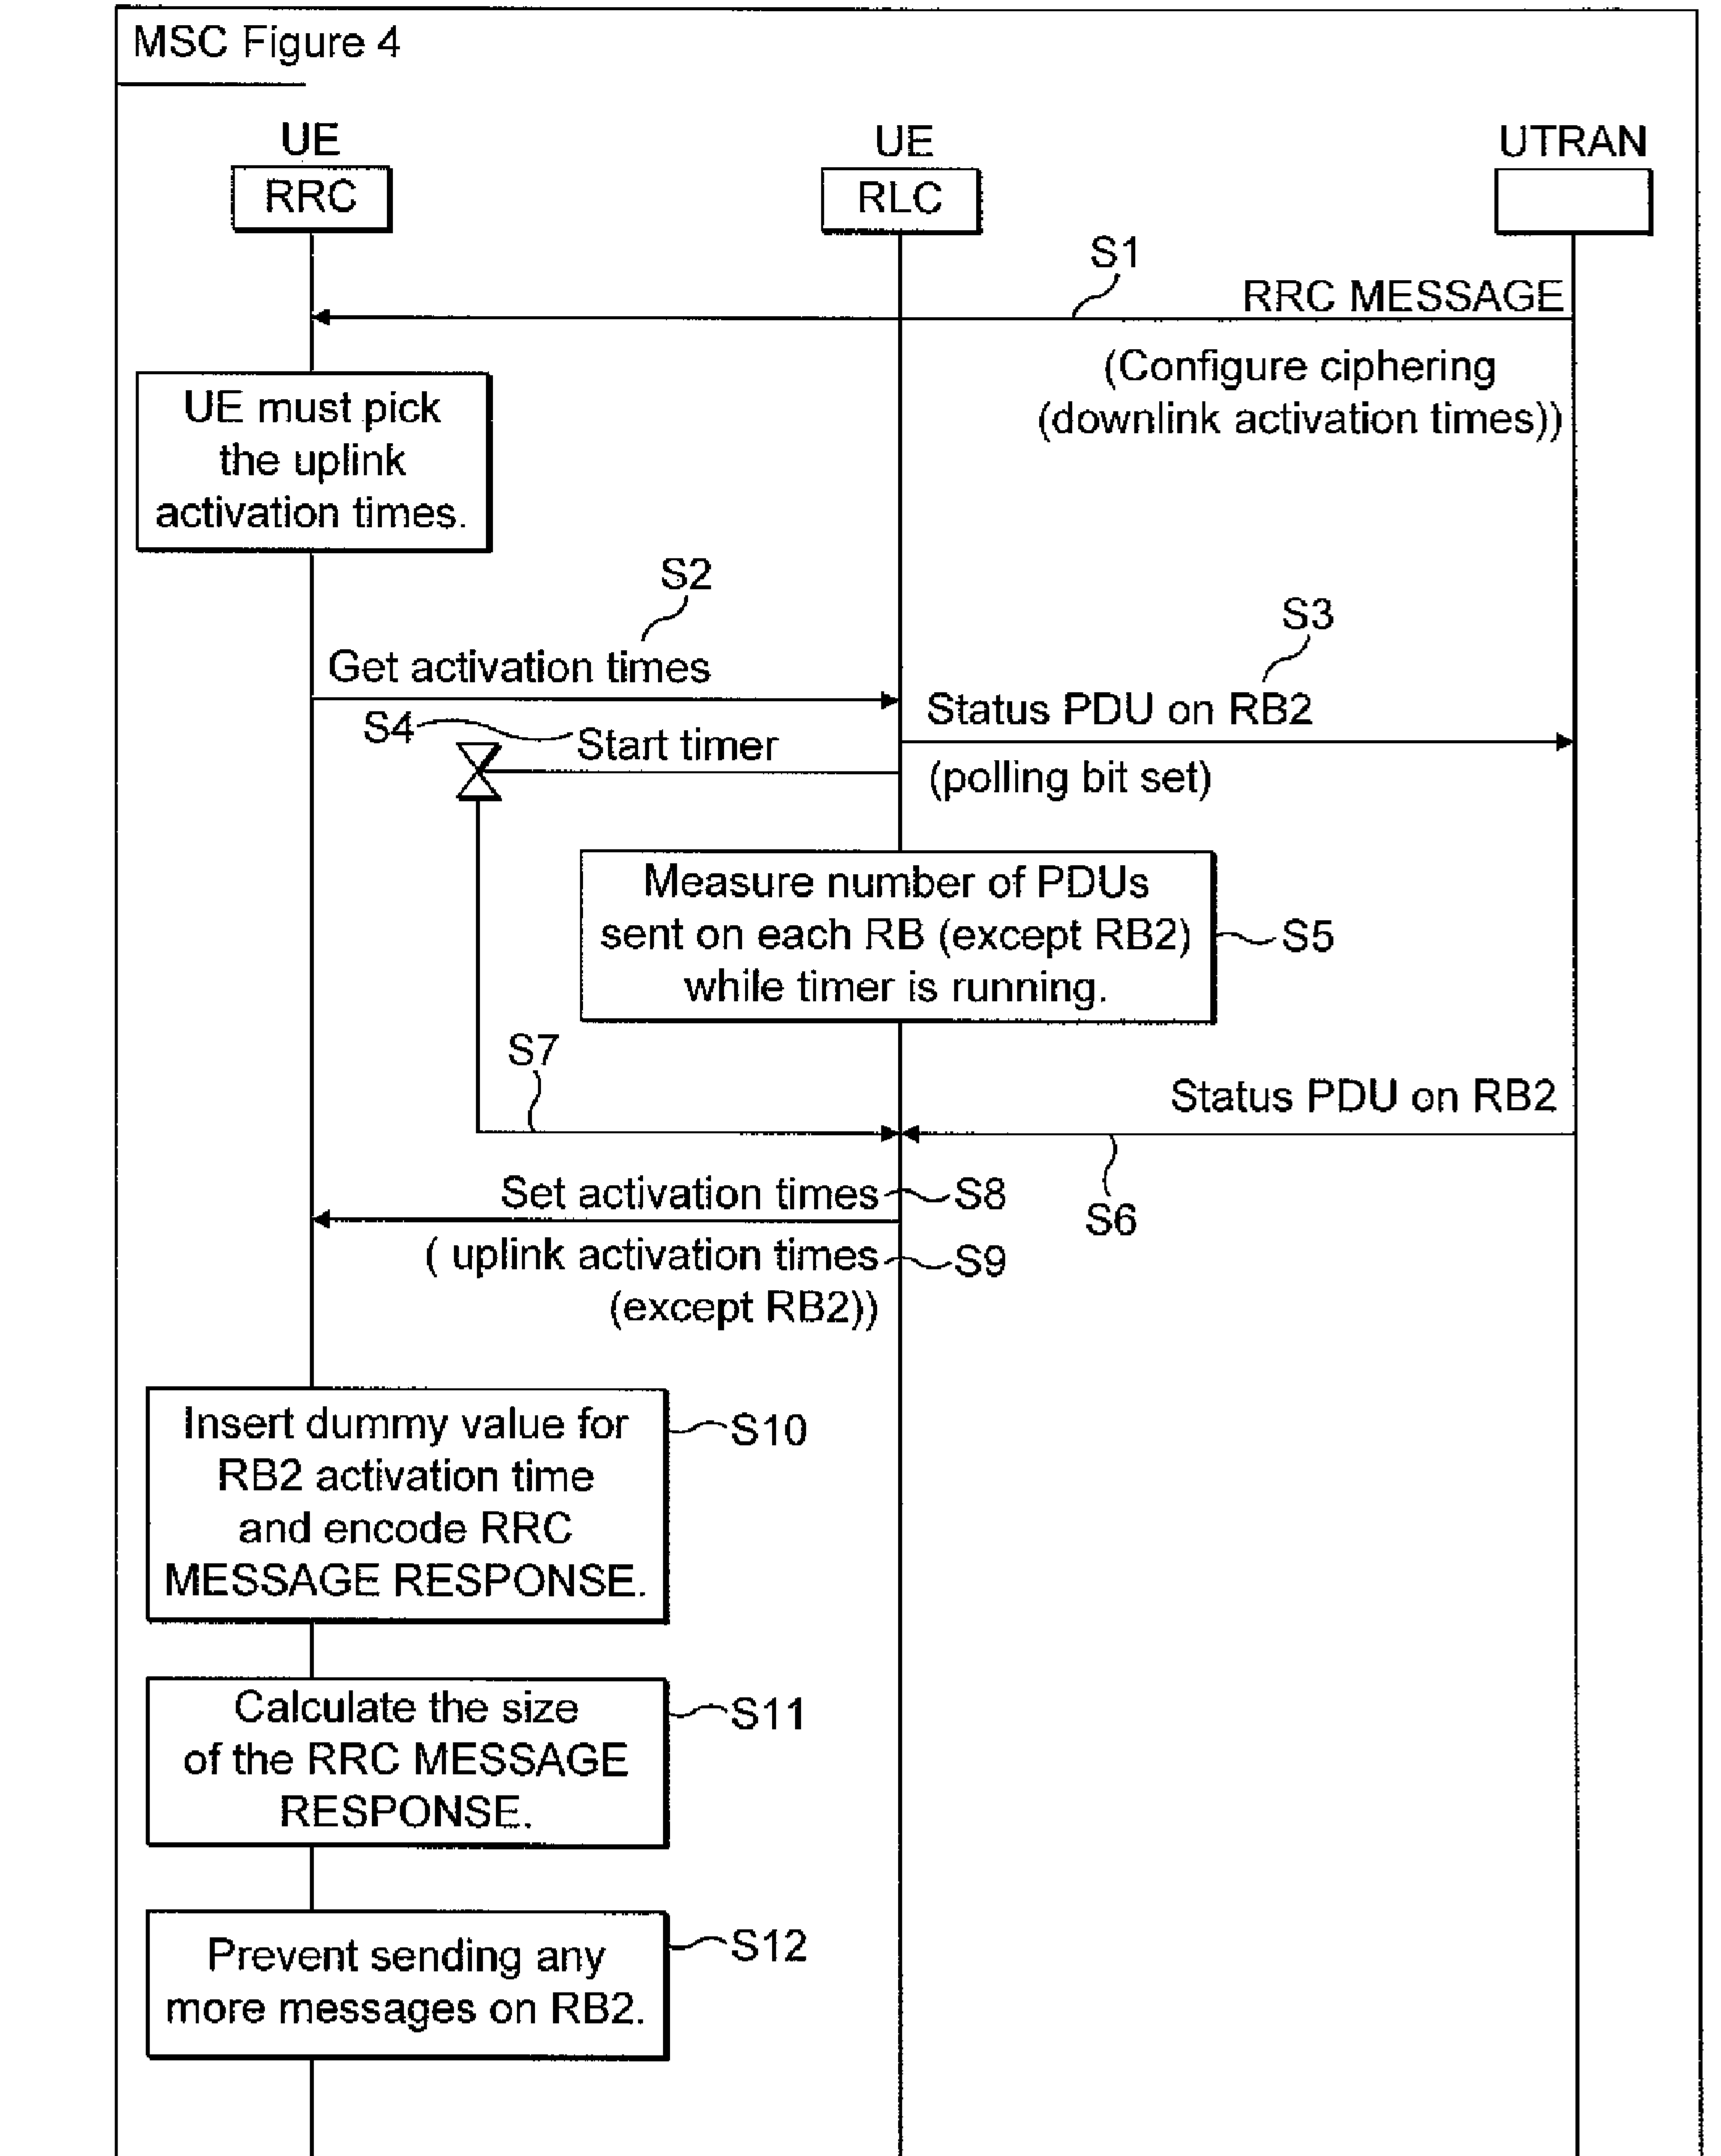 MSC Figure 4
UE
UE
UTRAN
RRC
RLC
S1
RRC MESSAGE
(Configure ciphering
(downlink activation times))
UE must pick
the uplink
activation times.
S2
S3
Get activation times
Status PDU on RB2
S4
Start timer
(polling bit set)
Measure number of PDUs
sent on each RB (except RB2)
while timer is running.
S5
S7
Status PDU on RB2
Set activation times
S8
S6
( uplink activation times
S9
(except RB2))
Insert dummy value for
RB2 activation time
and encode RRC
MESSAGE RESPONSE.
S10
Calculate the size
of the RRC MESSAGE
RESPONSE.
S11
Prevent sending any
more messages on RB2.
S12